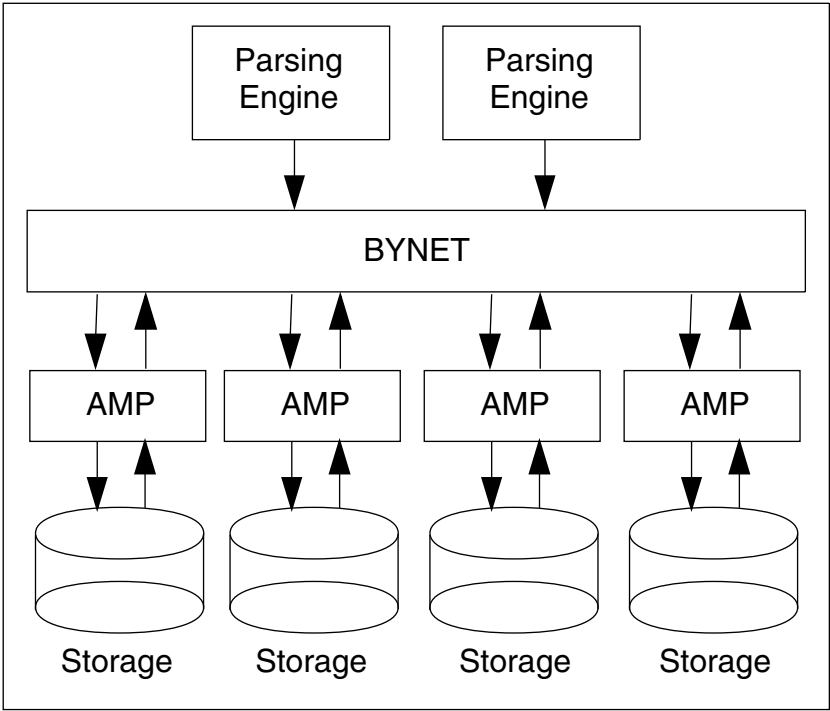 Parsing
Engine
Parsing
Engine
BYNET
AMP
AMP
AMP
AMP
Storage
Storage
Storage
Storage